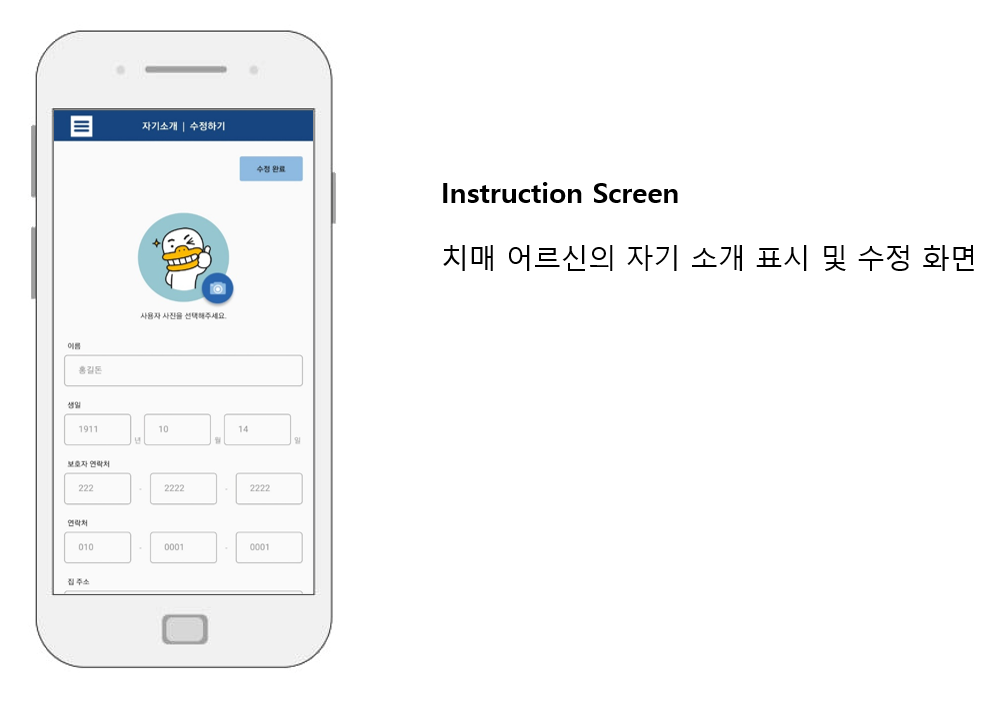 자기소개 | 수정하기
수정 완료
사용자 사진을 선택해주세요.
이름
홍길돈
생일
1911 년 10 월 14 일
보호자 연락처
222 - 2222 - 2222
연락처
010 - 0001 - 0001
집 주소
Instruction Screen
치매 어르신의 자기 소개 표시 및 수정 화면